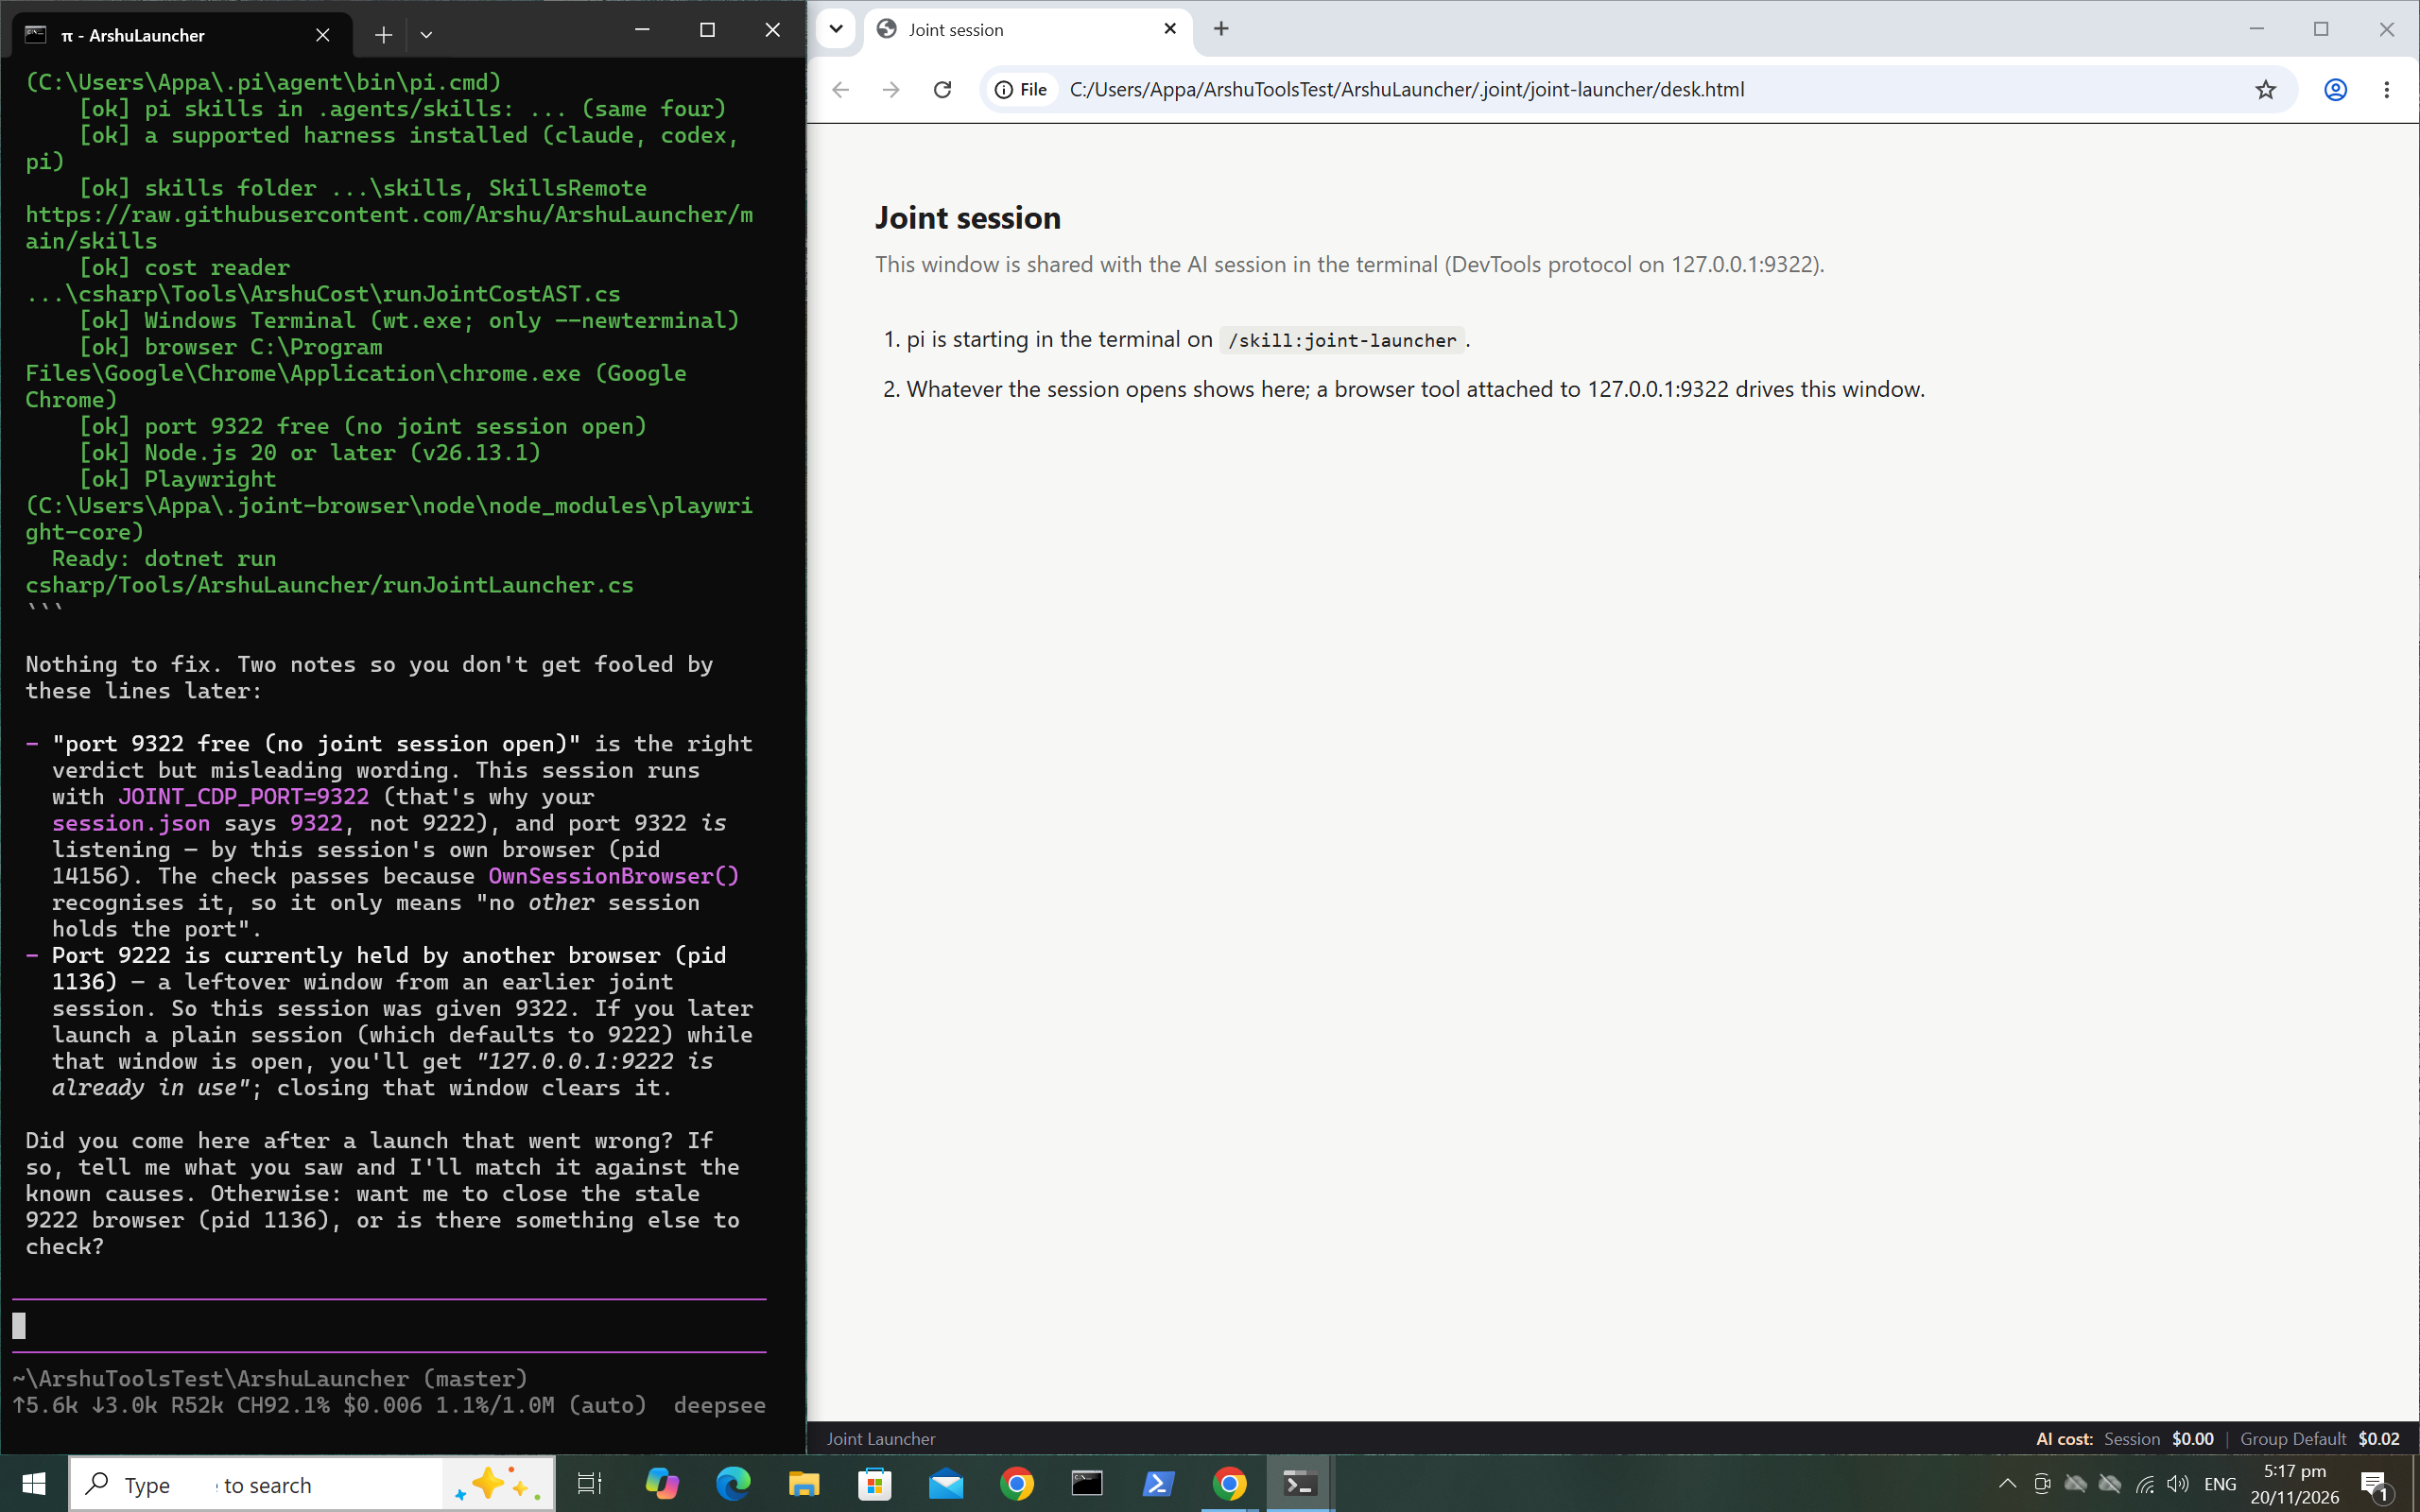 π - ArshuLauncher
(C:\Users\Appa\.pi\agent\bin\pi.cmd)
[ok] pi skills in .agents/skills: ... (same four)
[ok] a supported harness installed (claude, codex,
pi)
[ok] skills folder ...\skills, SkillsRemote
https://raw.githubusercontent.com/Arshu/ArshuLauncher/m
ain/skills
[ok] cost reader
...\csharp\Tools\ArshuCost\runJointCostAST.cs
[ok] Windows Terminal (wt.exe; only --newterminal)
[ok] browser C:\Program
Files\Google\Chrome\Application\chrome.exe (Google
Chrome)
[ok] port 9322 free (no joint session open)
[ok] Node.js 20 or later (v26.13.1)
[ok] Playwright
(C:\Users\Appa\.joint-browser\node\node_modules\playwri
ght-core)
Ready: dotnet run
csharp/Tools/ArshuLauncher/runJointLauncher.cs
```
Nothing to fix. Two notes so you don't get fooled by
these lines later:
- "port 9322 free (no joint session open)" is the right
verdict but misleading wording. This session runs
with JOINT_CDP_PORT=9322 (that's why your
session.json says 9322, not 9222), and port 9322 is
listening — by this session's own browser (pid
14156). The check passes because OwnSessionBrowser()
recognises it, so it only means "no other session
holds the port".
- Port 9222 is currently held by another browser (pid
1136) — a leftover window from an earlier joint
session. So this session was given 9322. If you later
launch a plain session (which defaults to 9222) while
that window is open, you'll get "127.0.0.1:9222 is
already in use"; closing that window clears it.
Did you come here after a launch that went wrong? If
so, tell me what you saw and I'll match it against the
known causes. Otherwise: want me to close the stale
9222 browser (pid 1136), or is there something else to
check?
~\ArshuToolsTest\ArshuLauncher (master)
↑5.6k ↓3.0k R52k CH92.1% $0.006 1.1%/1.0M (auto) deepsee
Joint session
File C:/Users/Appa/ArshuToolsTest/ArshuLauncher/.joint/joint-launcher/desk.html
Joint session
This window is shared with the AI session in the terminal (DevTools protocol on 127.0.0.1:9322).
1. pi is starting in the terminal on /skill:joint-launcher .
2. Whatever the session opens shows here; a browser tool attached to 127.0.0.1:9322 drives this window.
Joint Launcher
AI cost: Session $0.00 | Group Default $0.02
Type to search
ENG
5:17 pm
20/11/2026
1